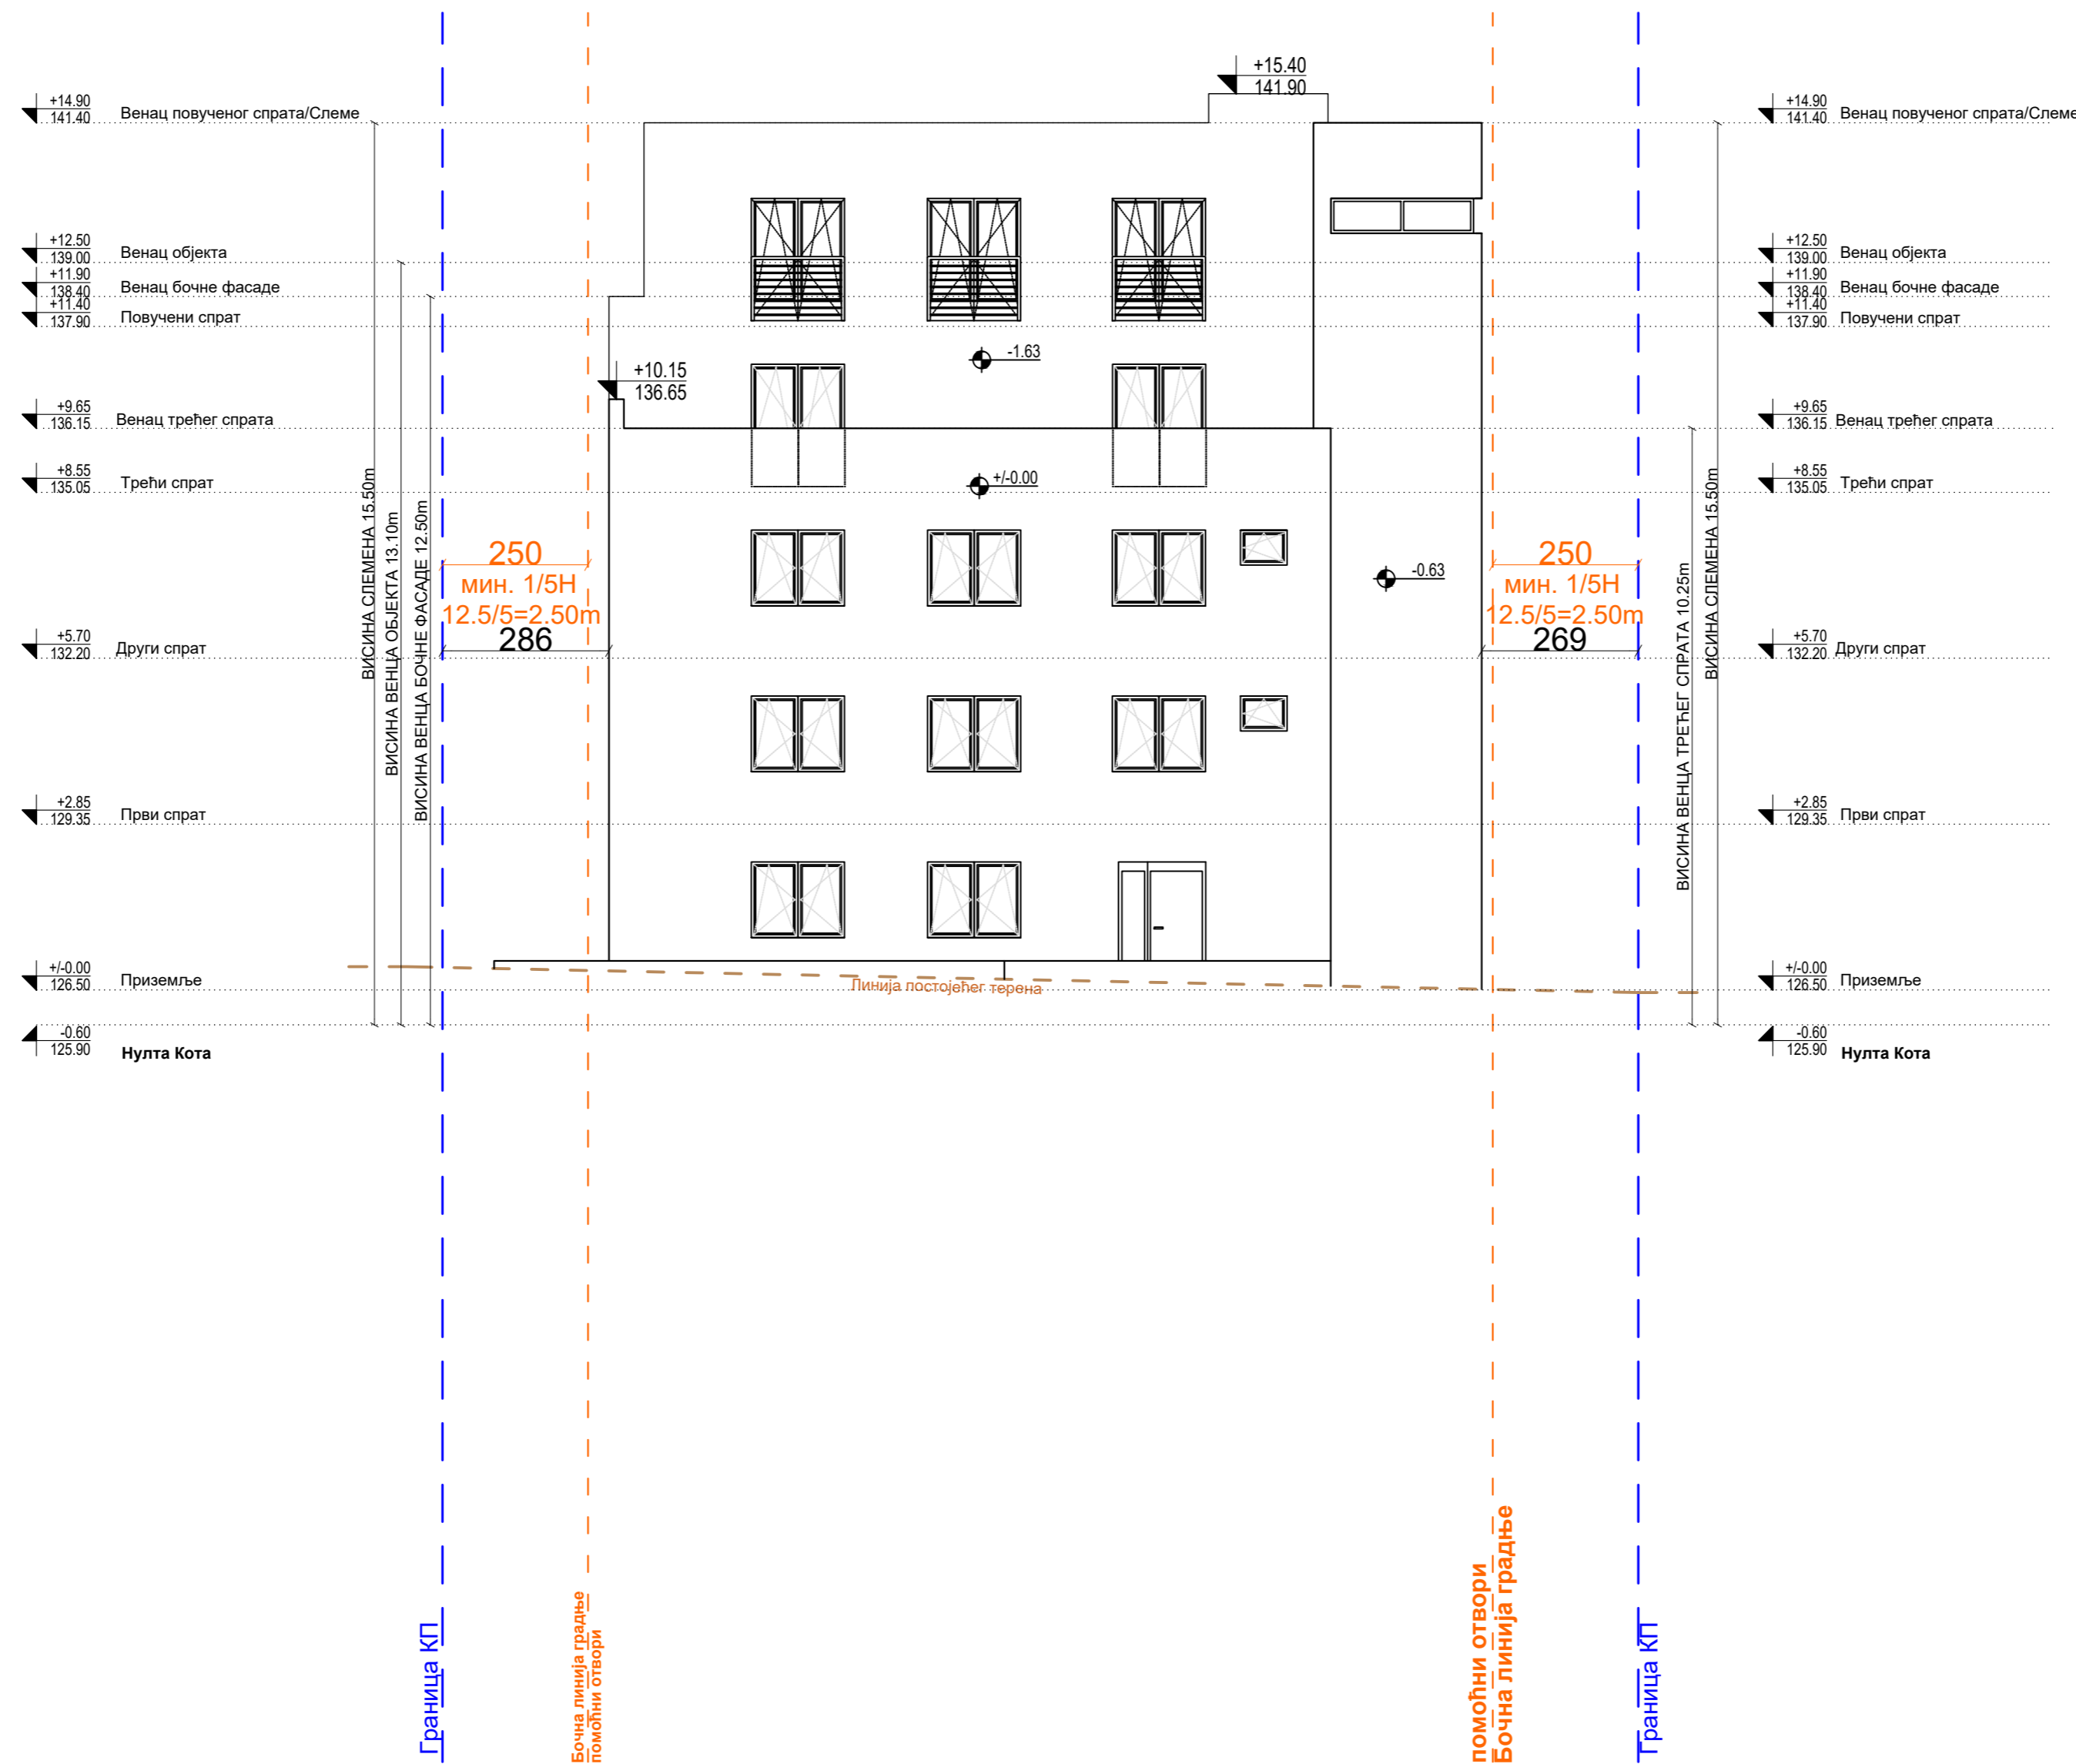 +15.40
141.90
+14.90
141.40 Венац повученог спрата/Слеме
+14.90
141.40 Венац повученог спрата/Слеме
+12.50
139.00 Венац објекта
+12.50
139.00 Венац објекта
+11.90
138.40 Венац бочне фасаде
+11.90
138.40 Венац бочне фасаде
+11.40
137.90 Повучени спрат
+11.40
137.90 Повучени спрат
-1.63
+10.15
136.65
+9.65
136.15 Венац трећег спрата
+9.65
136.15 Венац трећег спрата
+8.55
135.05 Трећи спрат
+/-0.00
+8.55
135.05 Трећи спрат
ВИСИНА СЛЕМЕНА 15.50m
ВИСИНА ВЕНЦА ОБЈЕКТА 13.10m
ВИСИНА ВЕНЦА БОЧНЕ ФАСАДЕ 12.50m
250
мин. 1/5H
12.5/5=2.50m
286
-0.63
250
мин. 1/5H
12.5/5=2.50m
269
ВИСИНА ВЕНЦА ТРЕЋЕГ СПРАТА 10.25m
ВИСИНА СЛЕМЕНА 15.50m
+5.70
132.20 Други спрат
+5.70
132.20 Други спрат
+2.85
129.35 Први спрат
+2.85
129.35 Први спрат
+/-0.00
126.50 Приземље
Линија постојећег терена
+/-0.00
126.50 Приземље
-0.60
125.90 Нулта Кота
-0.60
125.90 Нулта Кота
Граница КП
Бочна линија градње
помоћни отвори
помоћни отвори
Бочна линија градње
Граница КП